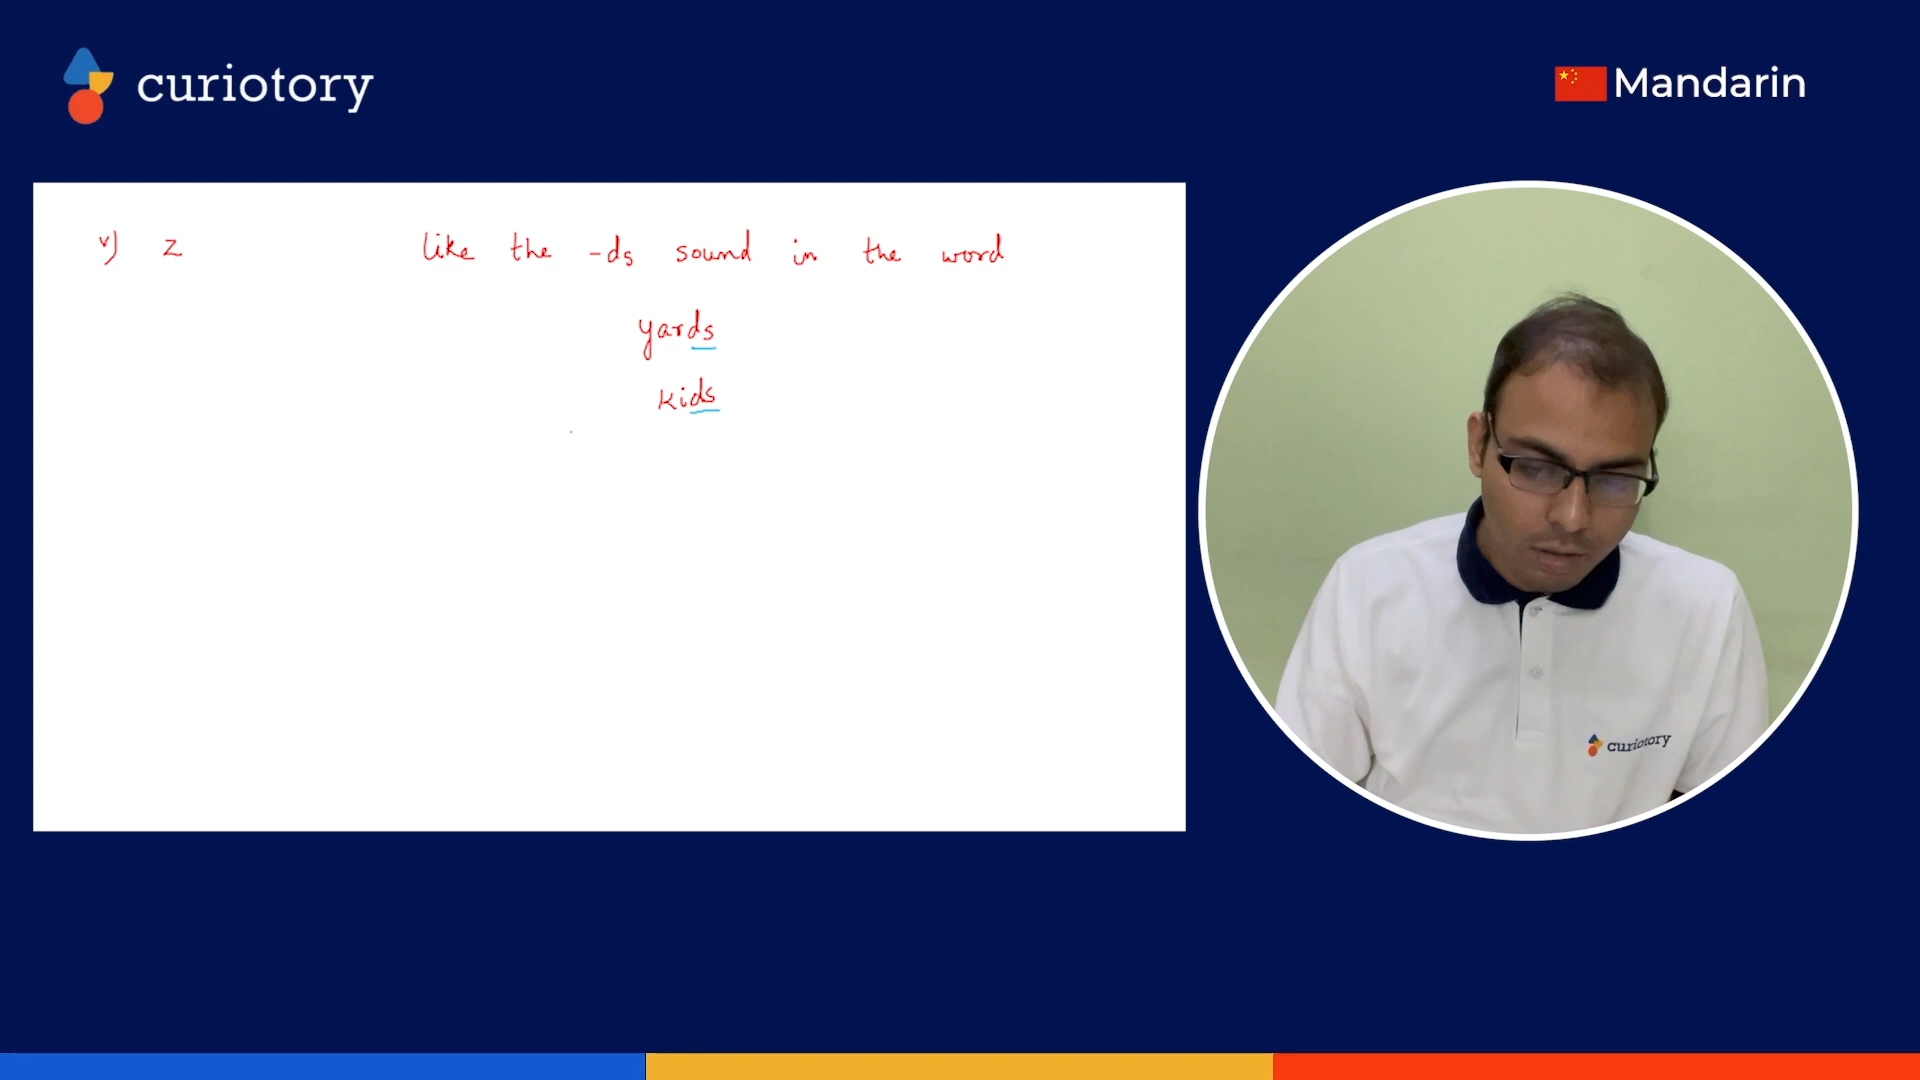 curiotory
Mandarin
v) z like the -ds sound in the word
yards
kids
curiotory